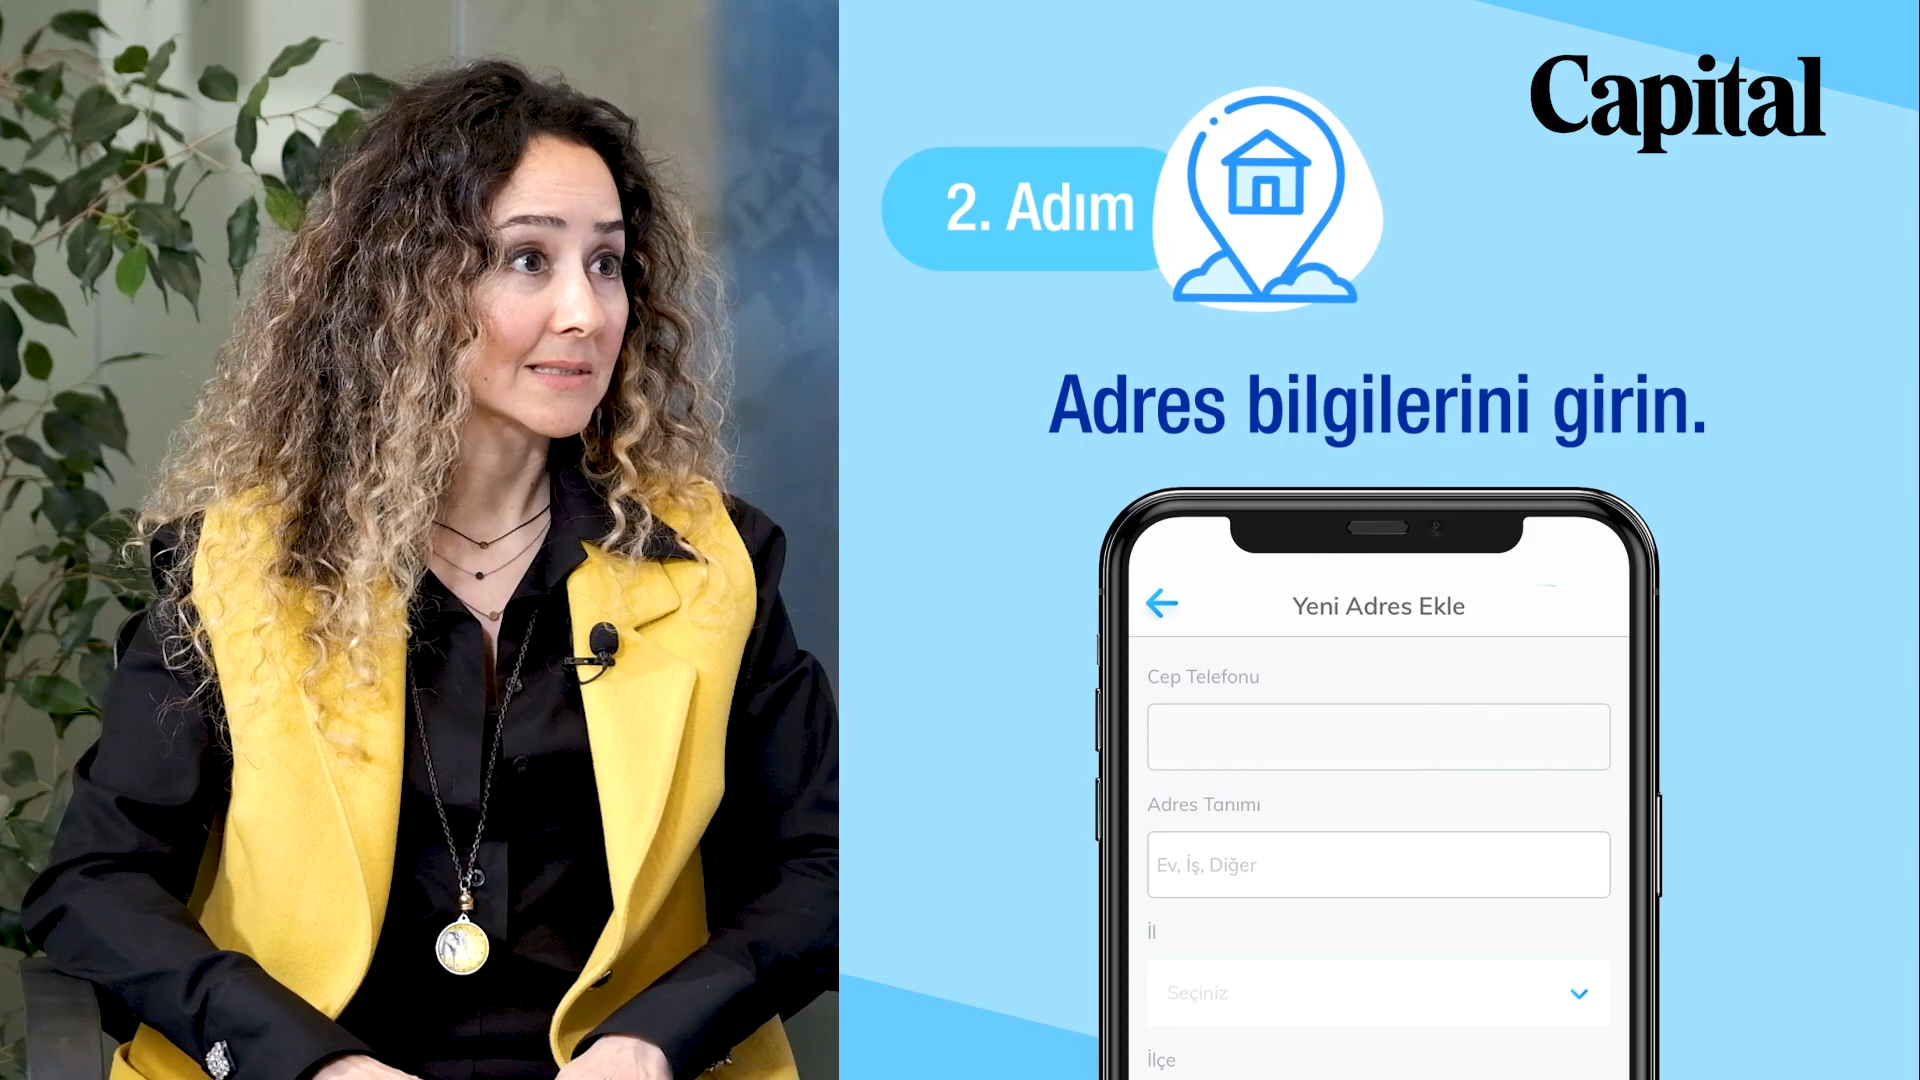 Capital
2. Adım
Adres bilgilerini girin.
Yeni Adres Ekle
Cep Telefonu
Adres Tanımı
Ev, İş, Diğer
İl
Seçiniz
İlçe